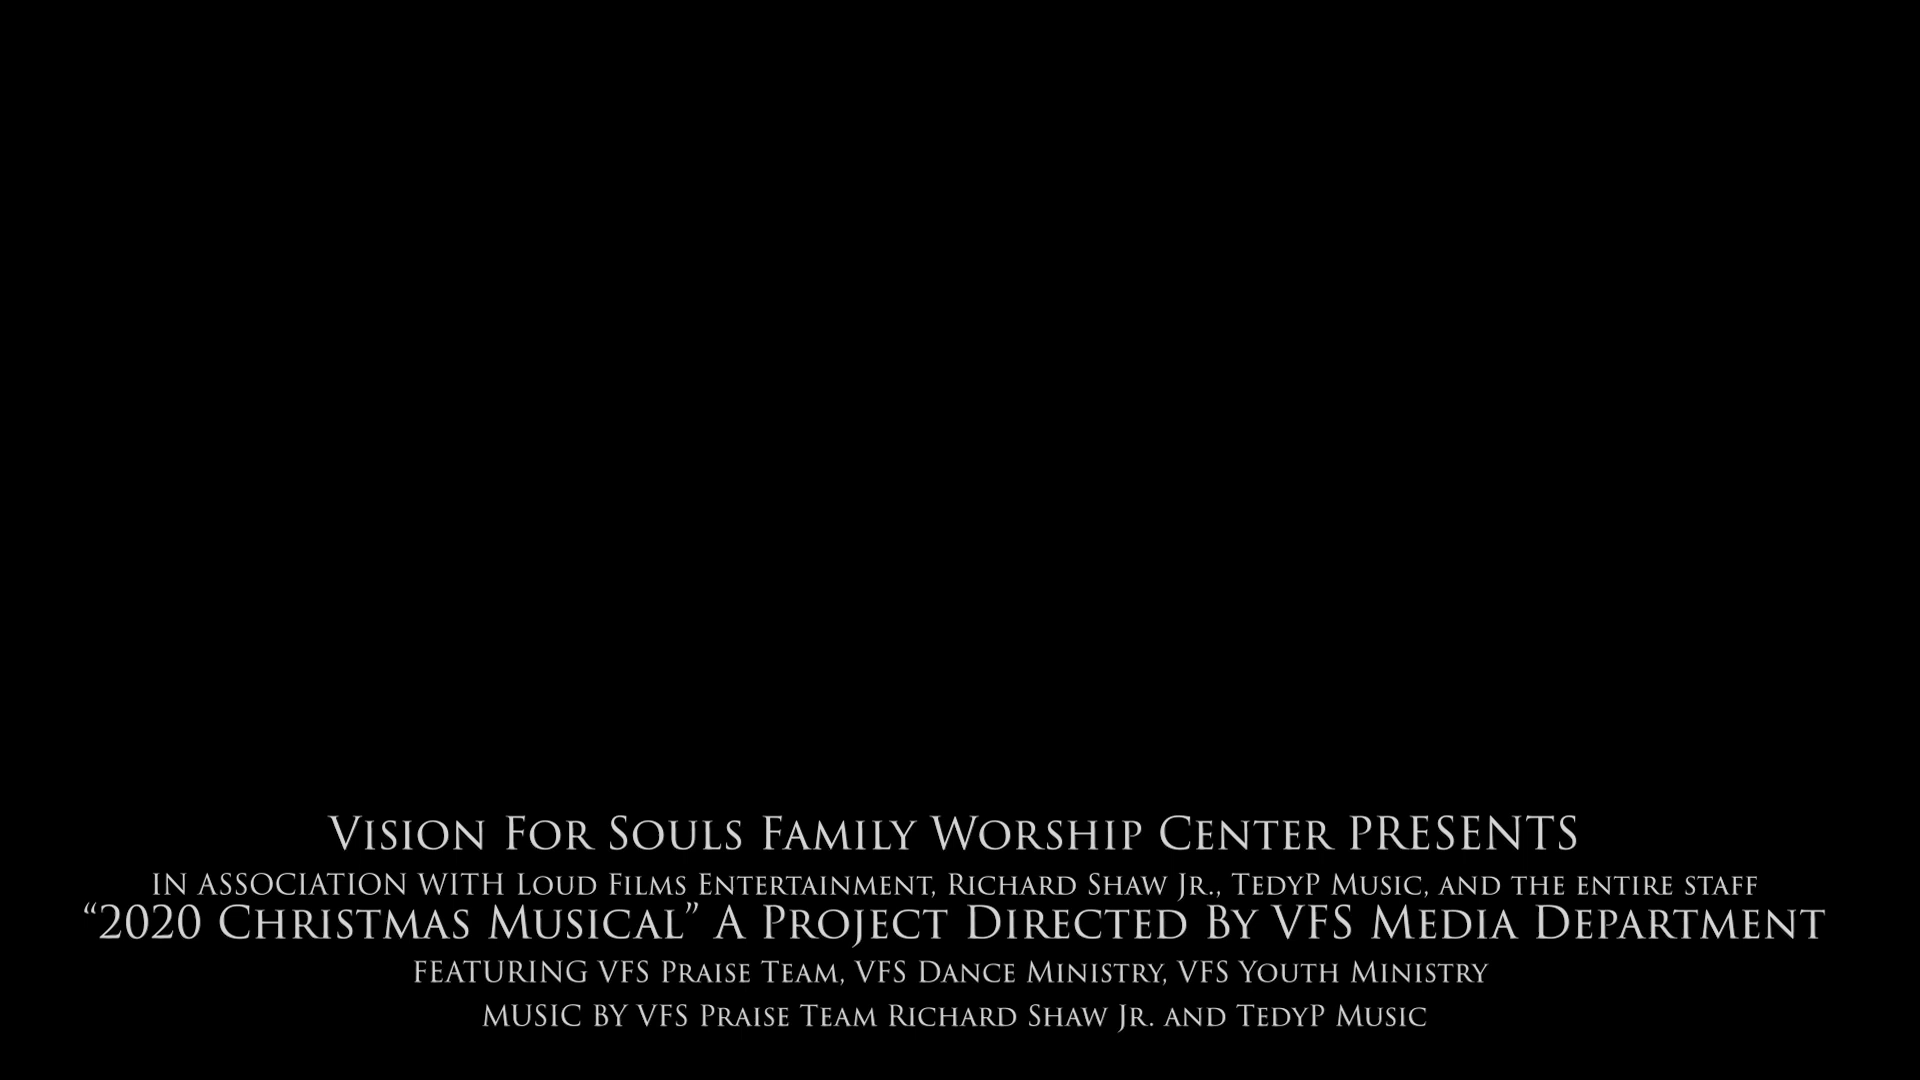 Vision For Souls Family Worship Center PRESENTS
IN ASSOCIATION WITH Loud Films Entertainment, Richard Shaw Jr., TedyP Music, and the entire staff
“2020 Christmas Musical” A Project Directed By VFS Media Department
FEATURING VFS Praise Team, VFS Dance Ministry, VFS Youth Ministry
MUSIC BY VFS Praise Team Richard Shaw Jr. and TedyP Music